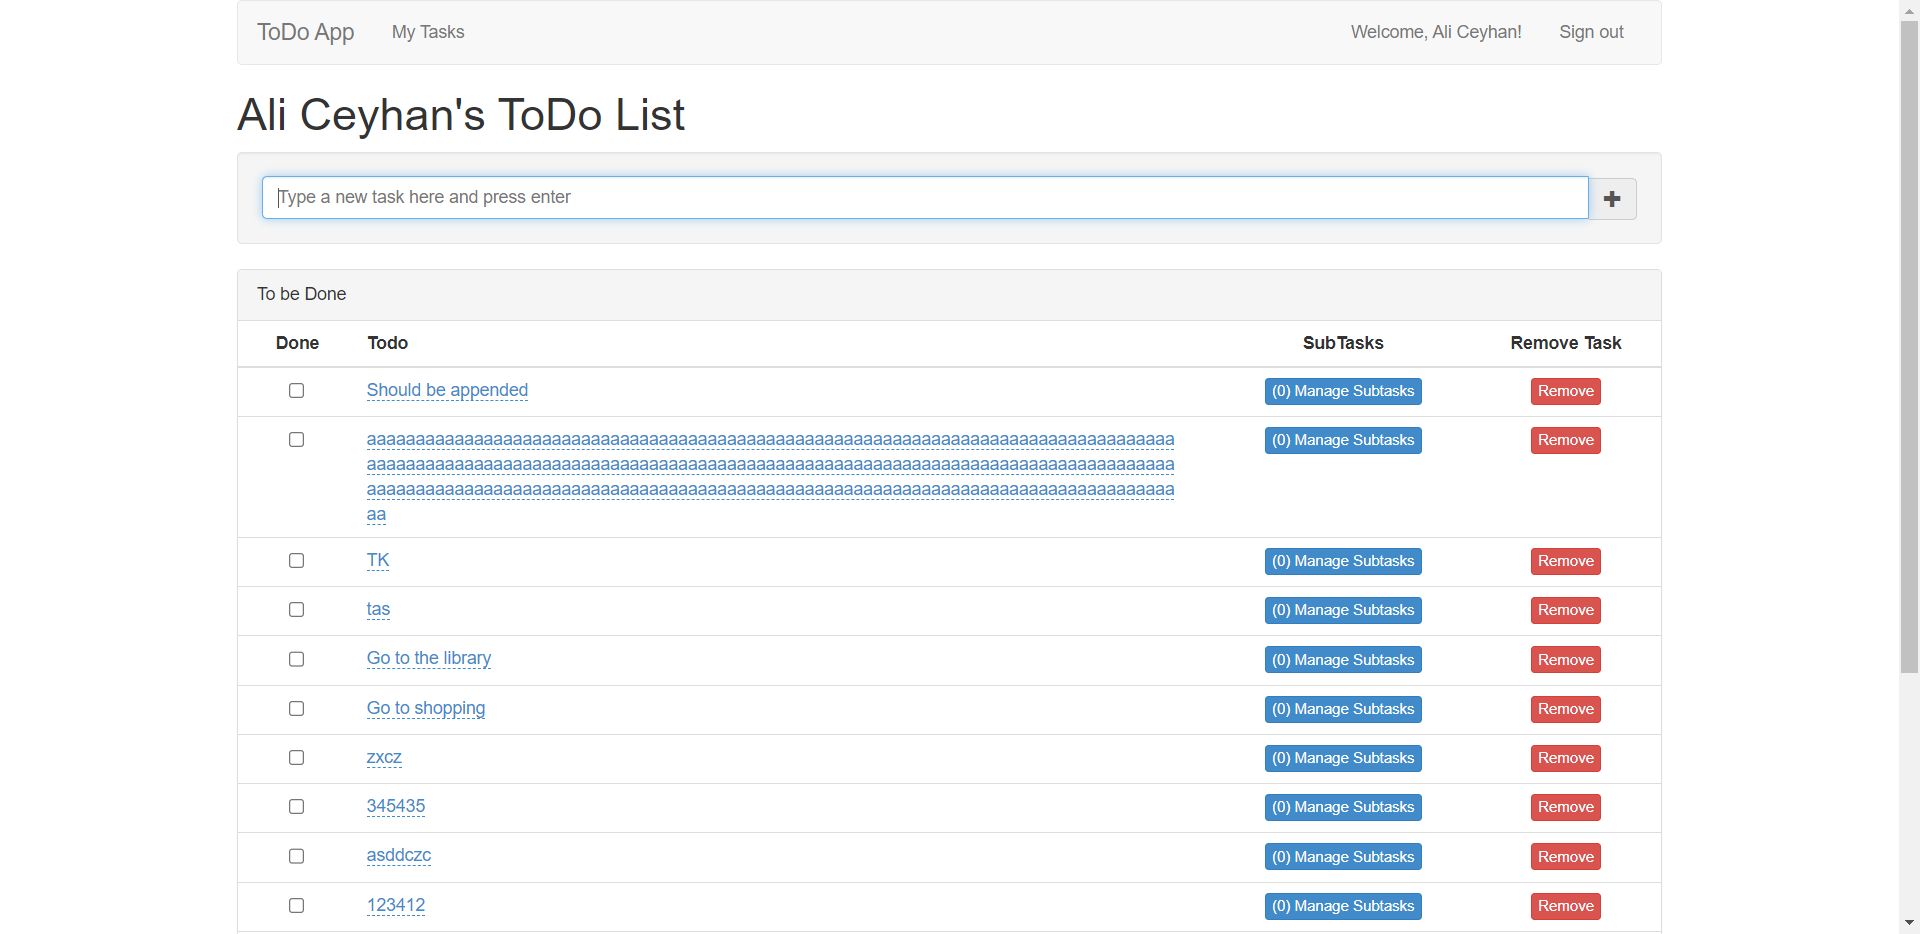 ToDo App My Tasks Welcome, Ali Ceyhan! Sign out
Ali Ceyhan's ToDo List
Type a new task here and press enter
To be Done
Done Todo SubTasks Remove Task
Should be appended (0) Manage Subtasks Remove
aaaaaaaaaaaaaaaaaaaaaaaaaaaaaaaaaaaaaaaaaaaaaaaaaaaaaaaaaaaaaaaaaaaaaaaaaaaaaaaaaaa (0) Manage Subtasks Remove
aaaaaaaaaaaaaaaaaaaaaaaaaaaaaaaaaaaaaaaaaaaaaaaaaaaaaaaaaaaaaaaaaaaaaaaaaaaaaaaaaaa
aaaaaaaaaaaaaaaaaaaaaaaaaaaaaaaaaaaaaaaaaaaaaaaaaaaaaaaaaaaaaaaaaaaaaaaaaaaaaaaaaaa
aa
TK (0) Manage Subtasks Remove
tas (0) Manage Subtasks Remove
Go to the library (0) Manage Subtasks Remove
Go to shopping (0) Manage Subtasks Remove
zxcz (0) Manage Subtasks Remove
345435 (0) Manage Subtasks Remove
asddczc (0) Manage Subtasks Remove
123412 (0) Manage Subtasks Remove